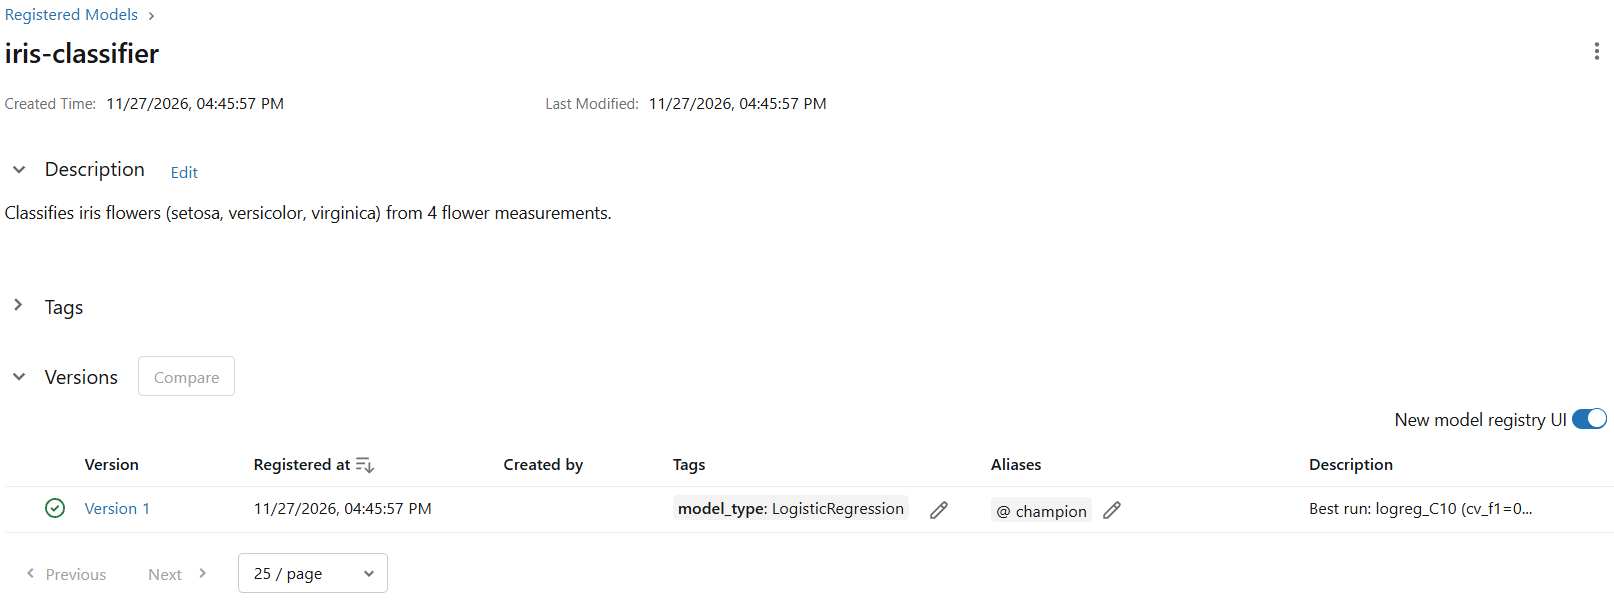 Registered Models
iris-classifier
Created Time: 11/27/2026, 04:45:57 PM Last Modified: 11/27/2026, 04:45:57 PM
Description Edit
Classifies iris flowers (setosa, versicolor, virginica) from 4 flower measurements.
Tags
Versions Compare
New model registry UI
Version Registered at Created by Tags Aliases Description
Version 1 11/27/2026, 04:45:57 PM model_type: LogisticRegression @ champion Best run: logreg_C10 (cv_f1=0...
Previous Next 25 / page